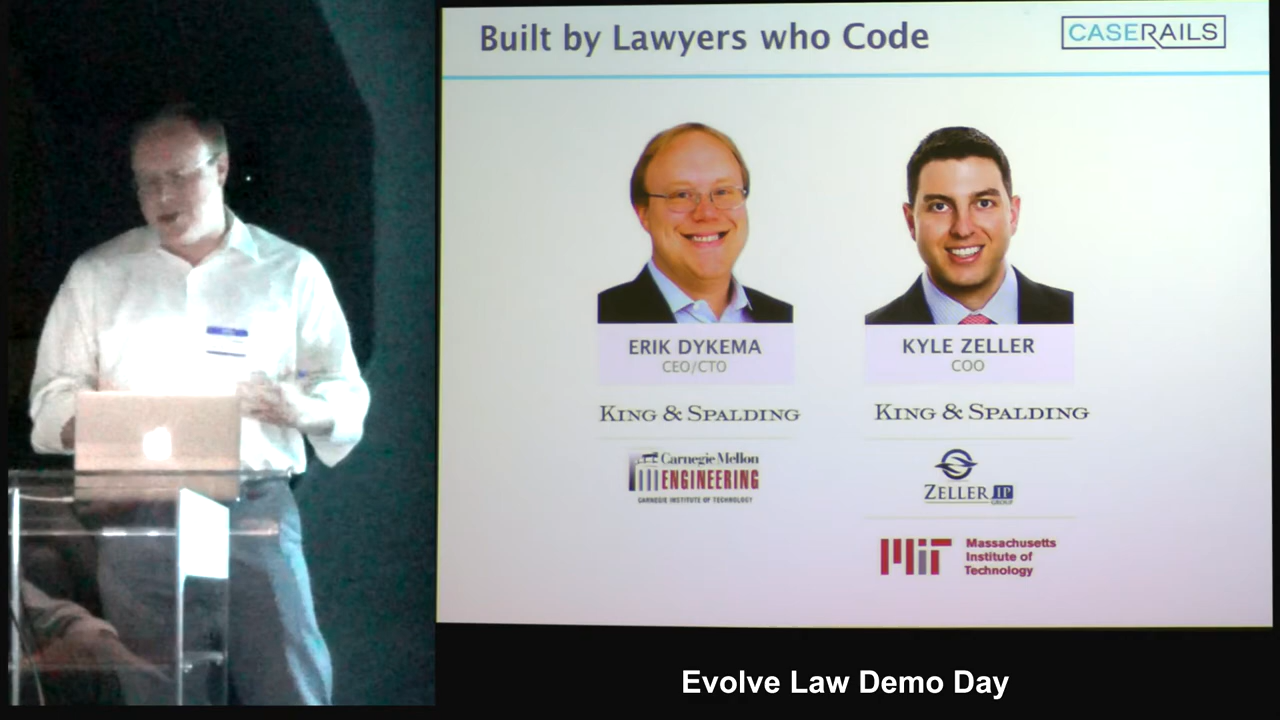 Built by Lawyers who Code
CASERAILS
ERIK DYKEMA
CEO/CTO
KING & SPALDING
Carnegie Mellon
ENGINEERING
CARNEGIE INSTITUTE OF TECHNOLOGY
KYLE ZELLER
COO
KING & SPALDING
ZELLER IP
GROUP
MIT
Massachusetts
Institute of
Technology
Evolve Law Demo Day